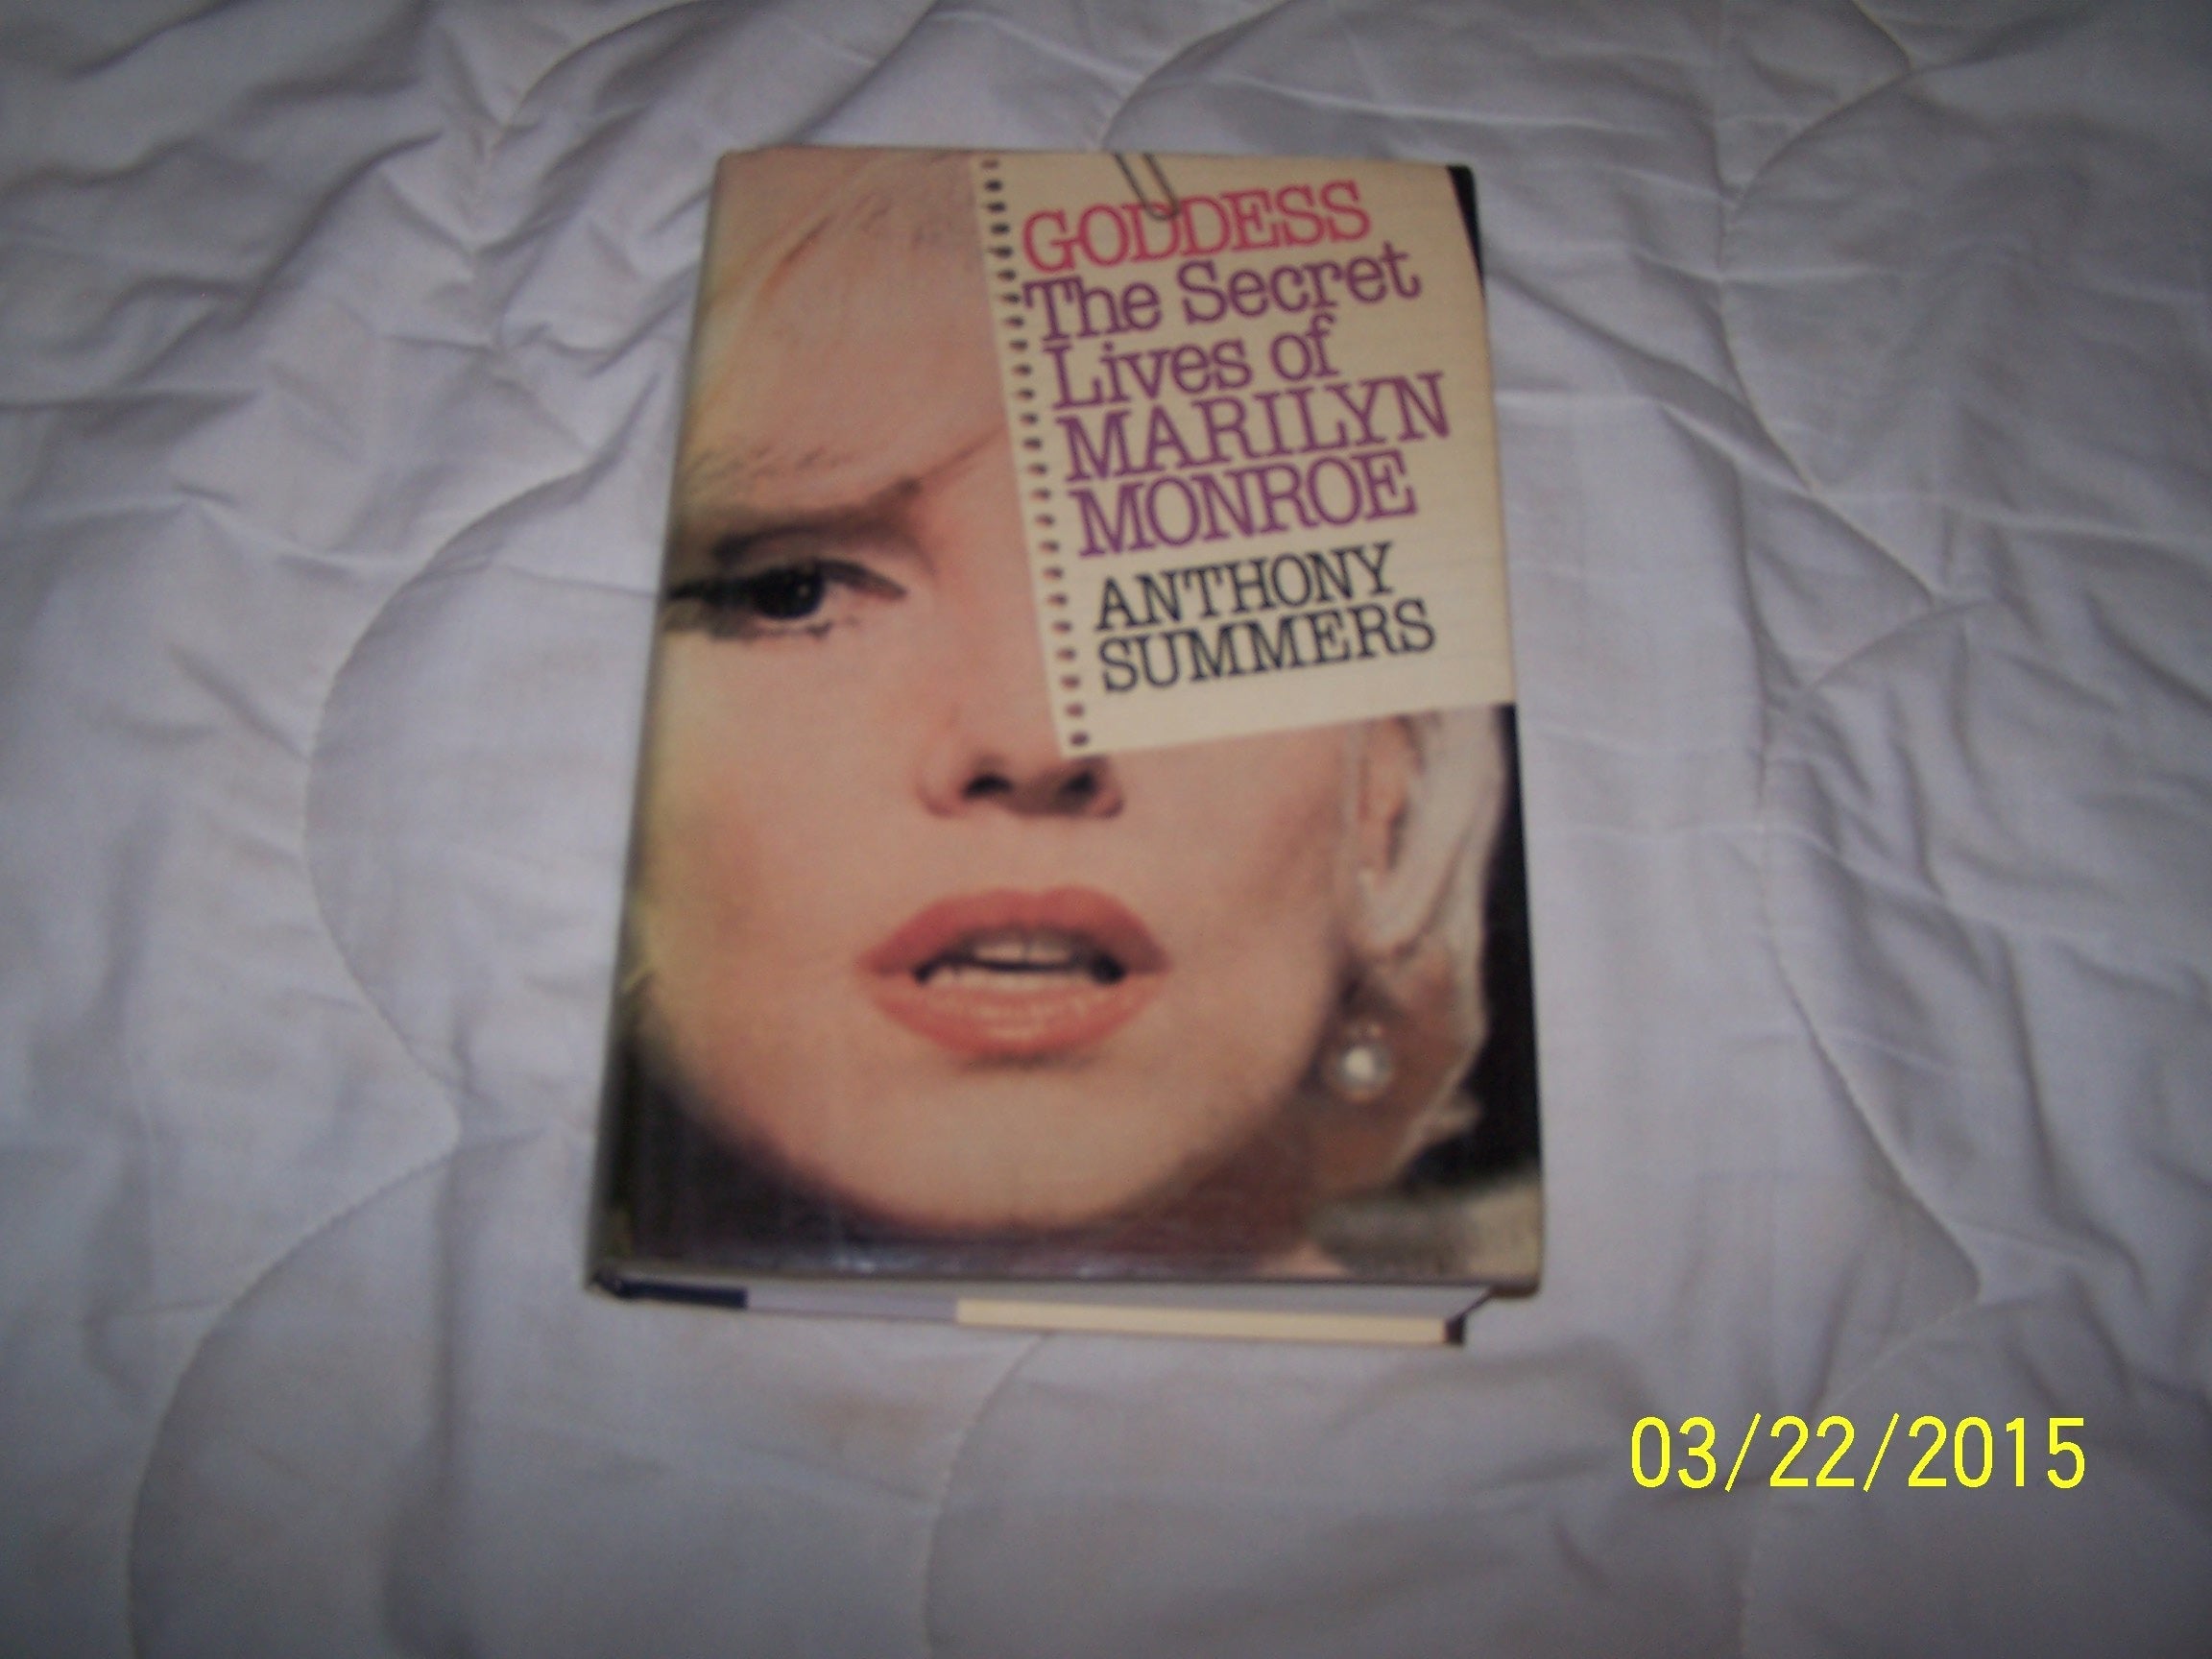 GODDESS
The Secret
Lives of
MARILYN
MONROE
ANTHONY
SUMMERS
03/22/2015